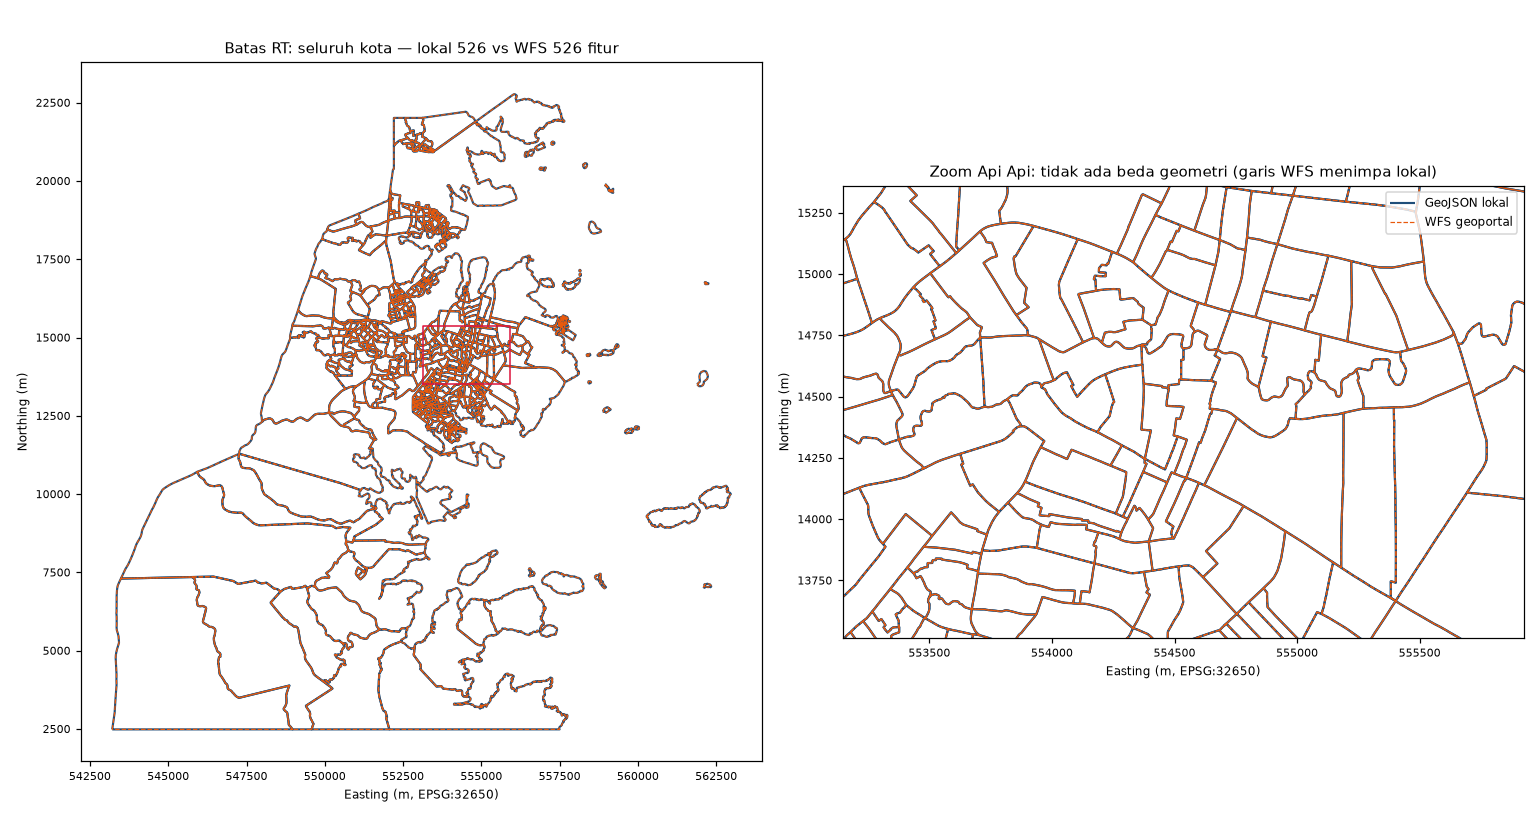 Batas RT: seluruh kota — lokal 526 vs WFS 526 fitur
22500
20000
17500
15000
12500
10000
7500
5000
2500
Northing (m)
542500 545000 547500 550000 552500 555000 557500 560000 562500
Easting (m, EPSG:32650)
Zoom Api Api: tidak ada beda geometri (garis WFS menimpa lokal)
GeoJSON lokal
WFS geoportal
15250
15000
14750
14500
14250
14000
13750
Northing (m)
553500 554000 554500 555000 555500
Easting (m, EPSG:32650)